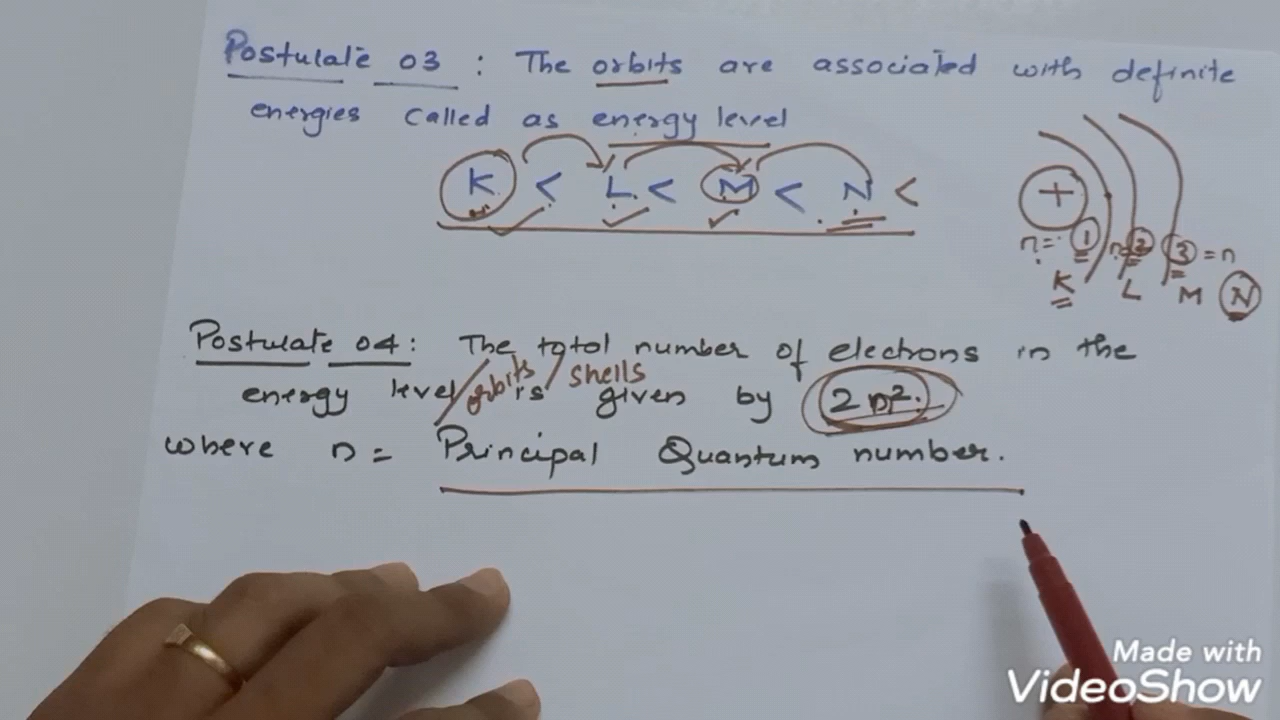 Postulate 03 : The orbits are associated with definite
energies called as energy level
K < L < M < N <
+
n= 1 n=2 3 = n
K L M N
Postulate 04: The total number of electrons in the
energy level/orbits/shells is given by 2n².
where n = Principal Quantum number.
Made with
VideoShow